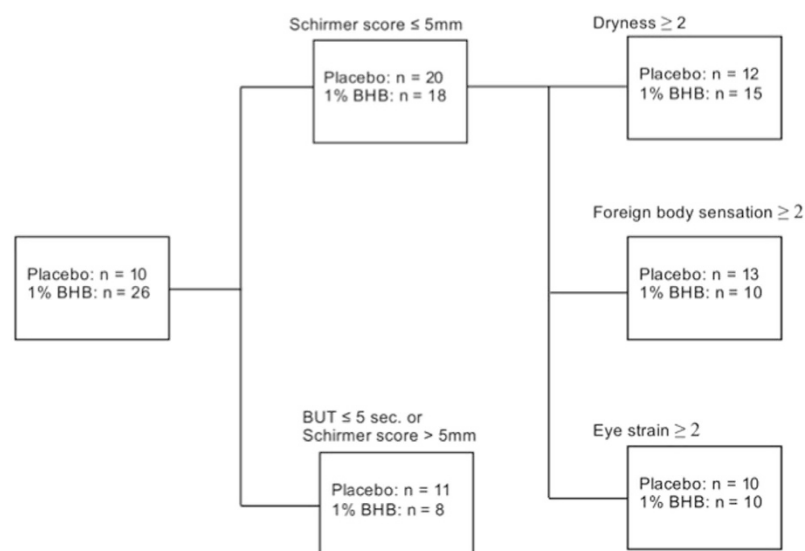 Schirmer score ≤ 5mm
Placebo: n = 20
1% BHB: n = 18
Dryness ≥ 2
Placebo: n = 12
1% BHB: n = 15
Foreign body sensation ≥ 2
Placebo: n = 13
1% BHB: n = 10
Placebo: n = 10
1% BHB: n = 26
BUT ≤ 5 sec. or
Schirmer score > 5mm
Placebo: n = 11
1% BHB: n = 8
Eye strain ≥ 2
Placebo: n = 10
1% BHB: n = 10